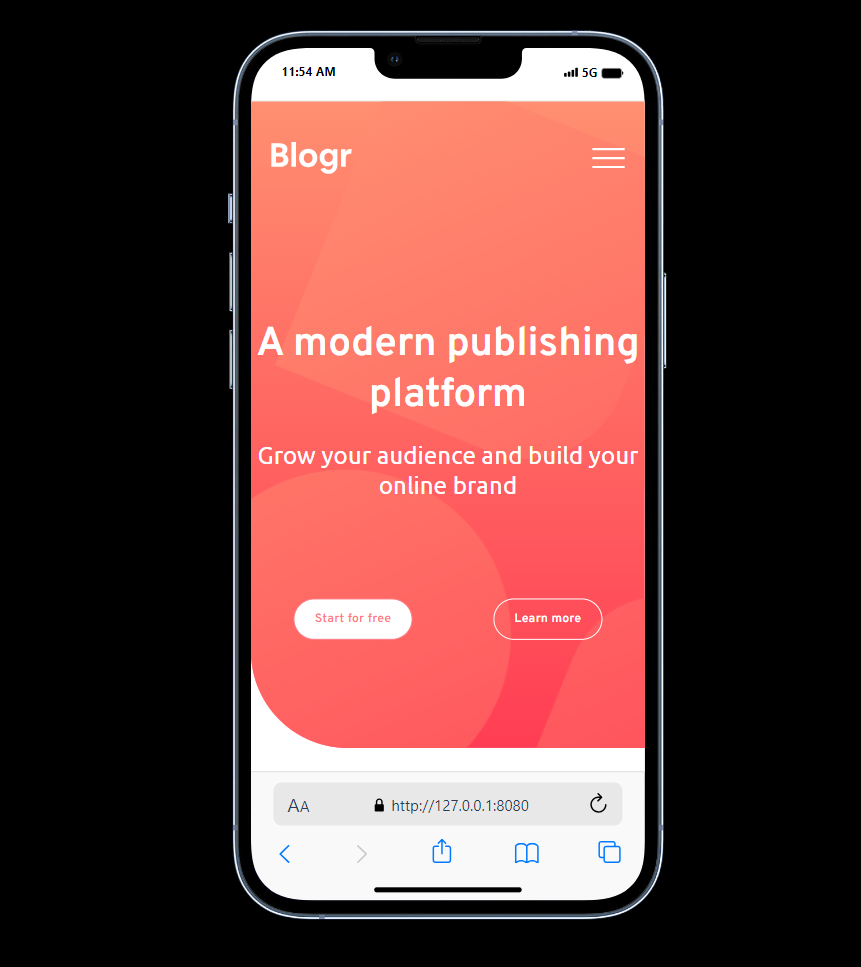 11:54 AM
5G
Blogr
A modern publishing
platform
Grow your audience and build your
online brand
Start for free
Learn more
AA
http://127.0.0.1:8080